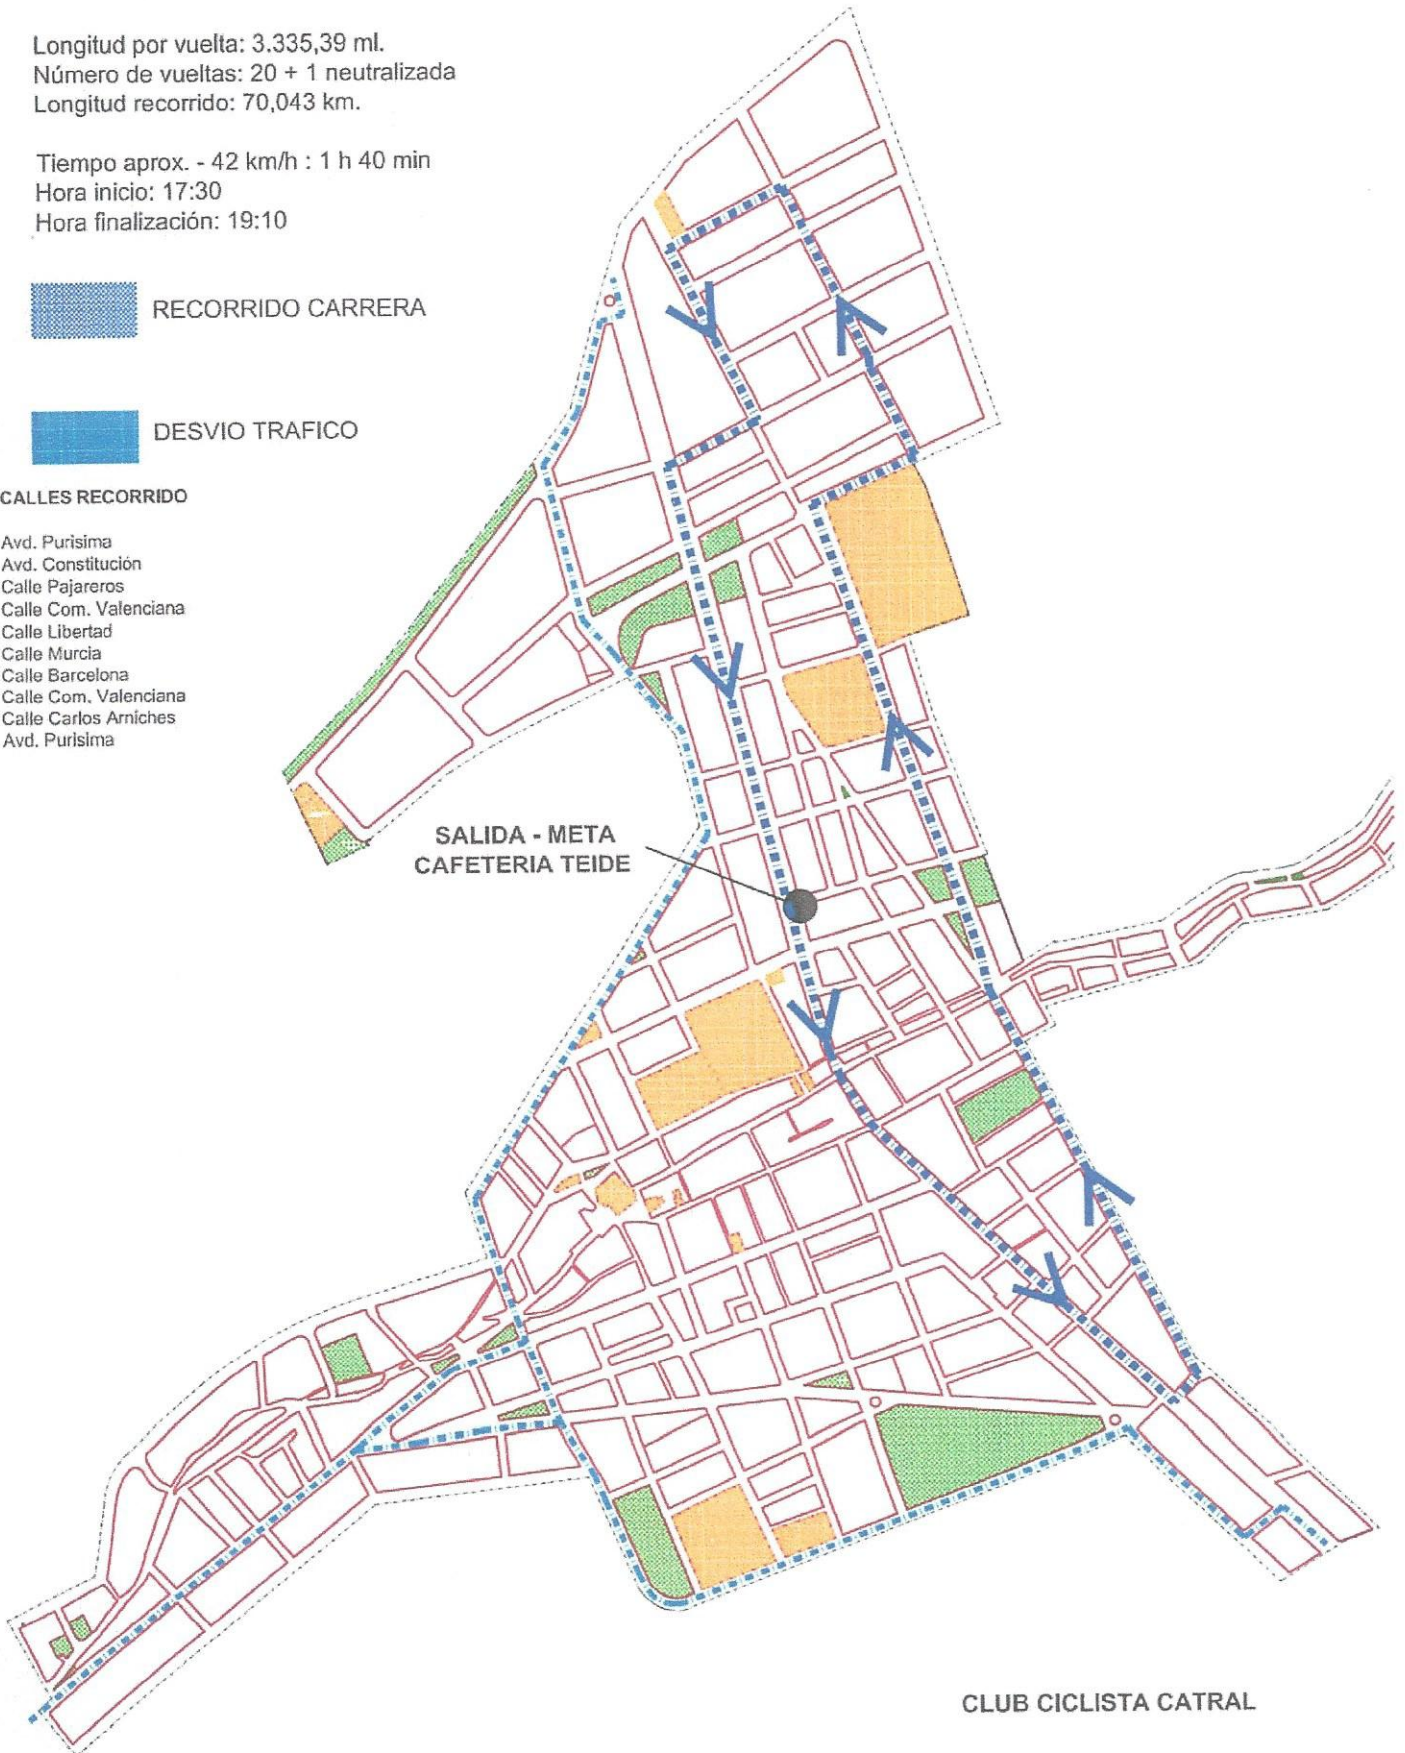 Longitud por vuelta: 3.335,39 ml.
Número de vueltas: 20 + 1 neutralizada
Longitud recorrido: 70,043 km.
Tiempo aprox. - 42 km/h : 1 h 40 min
Hora inicio: 17:30
Hora finalización: 19:10
RECORRIDO CARRERA
DESVIO TRAFICO
CALLES RECORRIDO
Avd. Purisima
Avd. Constitución
Calle Pajareros
Calle Com. Valenciana
Calle Libertad
Calle Murcia
Calle Barcelona
Calle Com. Valenciana
Calle Carlos Arniches
Avd. Purisima
SALIDA - META
CAFETERIA TEIDE
CLUB CICLISTA CATRAL